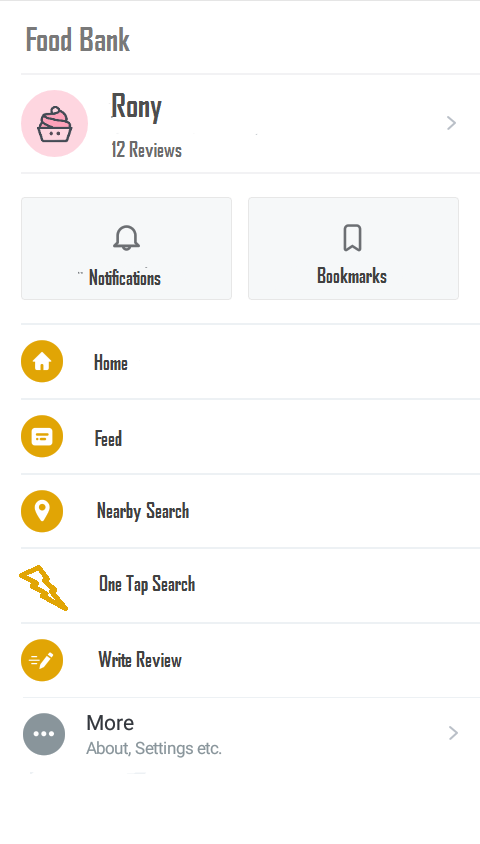 Food Bank
Rony
12 Reviews
Notifications
Bookmarks
Home
Feed
Nearby Search
One Tap Search
Write Review
More
About, Settings etc.